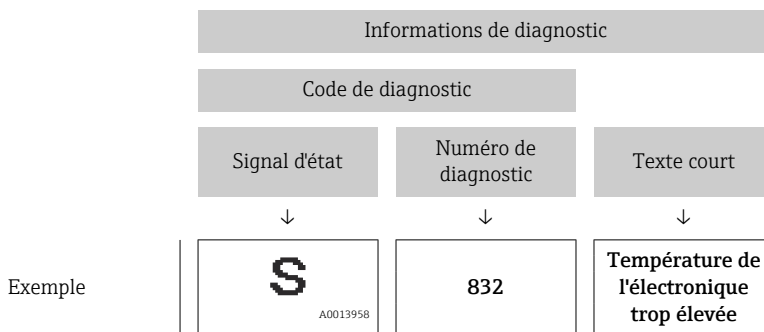 Informations de diagnostic
Code de diagnostic
Signal d'état
Numéro de
diagnostic
Texte court
↓ ↓ ↓
Exemple
S
A0013958
832
Température de
l'électronique
trop élevée